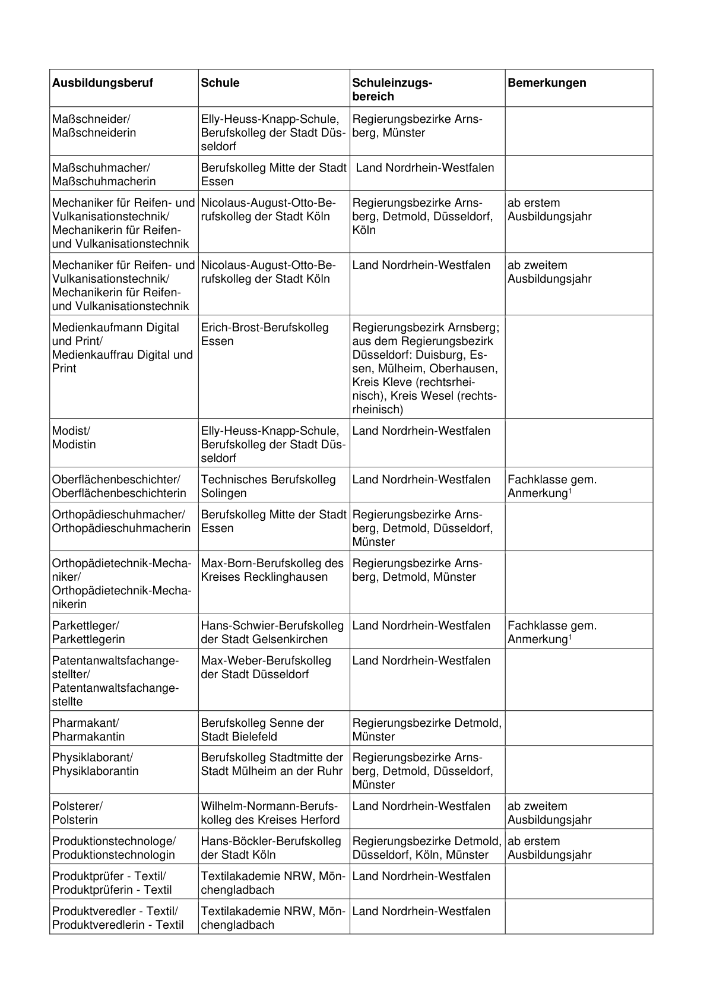 Ausbildungsberuf
Schule
Schuleinzugs-
bereich
Bemerkungen
Maßschneider/
Maßschneiderin
Elly-Heuss-Knapp-Schule,
Berufskolleg der Stadt Düs-
seldorf
Regierungsbezirke Arns-
berg, Münster
Maßschuhmacher/
Maßschuhmacherin
Berufskolleg Mitte der Stadt
Essen
Land Nordrhein-Westfalen
Mechaniker für Reifen- und
Vulkanisationstechnik/
Mechanikerin für Reifen-
und Vulkanisationstechnik
Nicolaus-August-Otto-Be-
rufskolleg der Stadt Köln
Regierungsbezirke Arns-
berg, Detmold, Düsseldorf,
Köln
ab erstem
Ausbildungsjahr
Mechaniker für Reifen- und
Vulkanisationstechnik/
Mechanikerin für Reifen-
und Vulkanisationstechnik
Nicolaus-August-Otto-Be-
rufskolleg der Stadt Köln
Land Nordrhein-Westfalen
ab zweitem
Ausbildungsjahr
Medienkaufmann Digital
und Print/
Medienkauffrau Digital und
Print
Erich-Brost-Berufskolleg
Essen
Regierungsbezirk Arnsberg;
aus dem Regierungsbezirk
Düsseldorf: Duisburg, Es-
sen, Mülheim, Oberhausen,
Kreis Kleve (rechtsrhei-
nisch), Kreis Wesel (rechts-
rheinisch)
Modist/
Modistin
Elly-Heuss-Knapp-Schule,
Berufskolleg der Stadt Düs-
seldorf
Land Nordrhein-Westfalen
Oberflächenbeschichter/
Oberflächenbeschichterin
Technisches Berufskolleg
Solingen
Land Nordrhein-Westfalen
Fachklasse gem.
Anmerkung¹
Orthopädieschuhmacher/
Orthopädieschuhmacherin
Berufskolleg Mitte der Stadt
Essen
Regierungsbezirke Arns-
berg, Detmold, Düsseldorf,
Münster
Orthopädietechnik-Mecha-
niker/
Orthopädietechnik-Mecha-
nikerin
Max-Born-Berufskolleg des
Kreises Recklinghausen
Regierungsbezirke Arns-
berg, Detmold, Münster
Parkettleger/
Parkettlegerin
Hans-Schwier-Berufskolleg
der Stadt Gelsenkirchen
Land Nordrhein-Westfalen
Fachklasse gem.
Anmerkung¹
Patentanwaltsfachange-
stellter/
Patentanwaltsfachange-
stellte
Max-Weber-Berufskolleg
der Stadt Düsseldorf
Land Nordrhein-Westfalen
Pharmakant/
Pharmakantin
Berufskolleg Senne der
Stadt Bielefeld
Regierungsbezirke Detmold,
Münster
Physiklaborant/
Physiklaborantin
Berufskolleg Stadtmitte der
Stadt Mülheim an der Ruhr
Regierungsbezirke Arns-
berg, Detmold, Düsseldorf,
Münster
Polsterer/
Polsterin
Wilhelm-Normann-Berufs-
kolleg des Kreises Herford
Land Nordrhein-Westfalen
ab zweitem
Ausbildungsjahr
Produktionstechnologe/
Produktionstechnologin
Hans-Böckler-Berufskolleg
der Stadt Köln
Regierungsbezirke Detmold,
Düsseldorf, Köln, Münster
ab erstem
Ausbildungsjahr
Produktprüfer - Textil/
Produktprüferin - Textil
Textilakademie NRW, Mön-
chengladbach
Land Nordrhein-Westfalen
Produktveredler - Textil/
Produktveredlerin - Textil
Textilakademie NRW, Mön-
chengladbach
Land Nordrhein-Westfalen